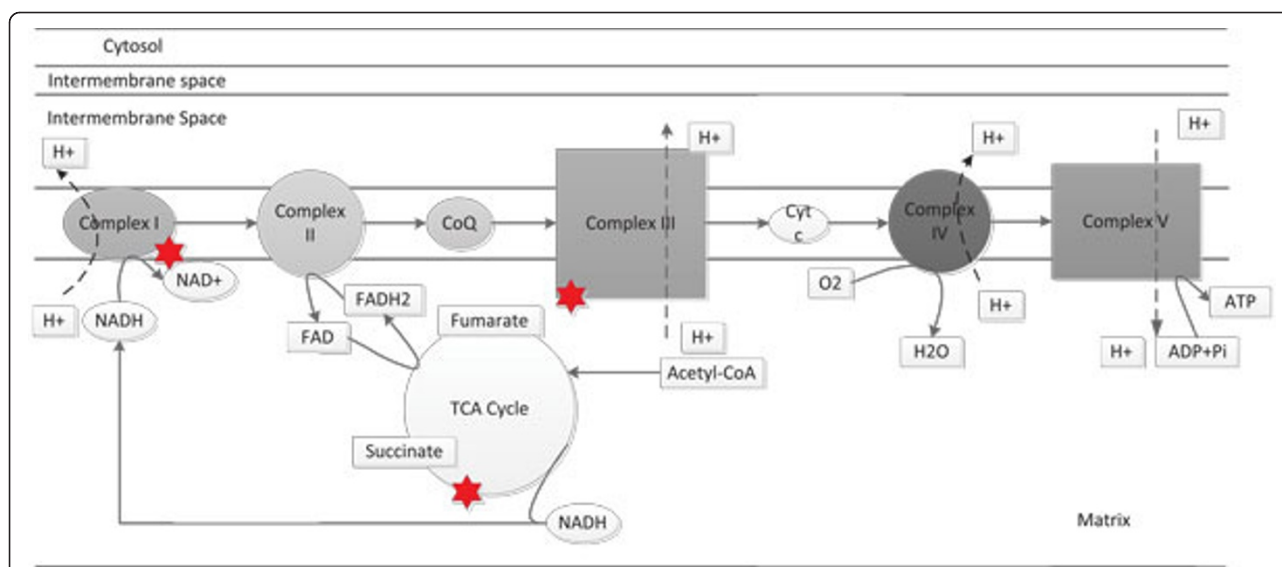 Cytosol
Intermembrane space
Intermembrane Space
H+
H+
H+
H+
Complex I
Complex
II
CoQ
Complex III
Cyt
c
Complex
IV
Complex V
NAD+
H+
NADH
FAD
FADH2
Fumarate
H+
Acetyl-CoA
O2
H2O
H+
H+
ADP+Pi
ATP
TCA Cycle
Succinate
NADH
Matrix